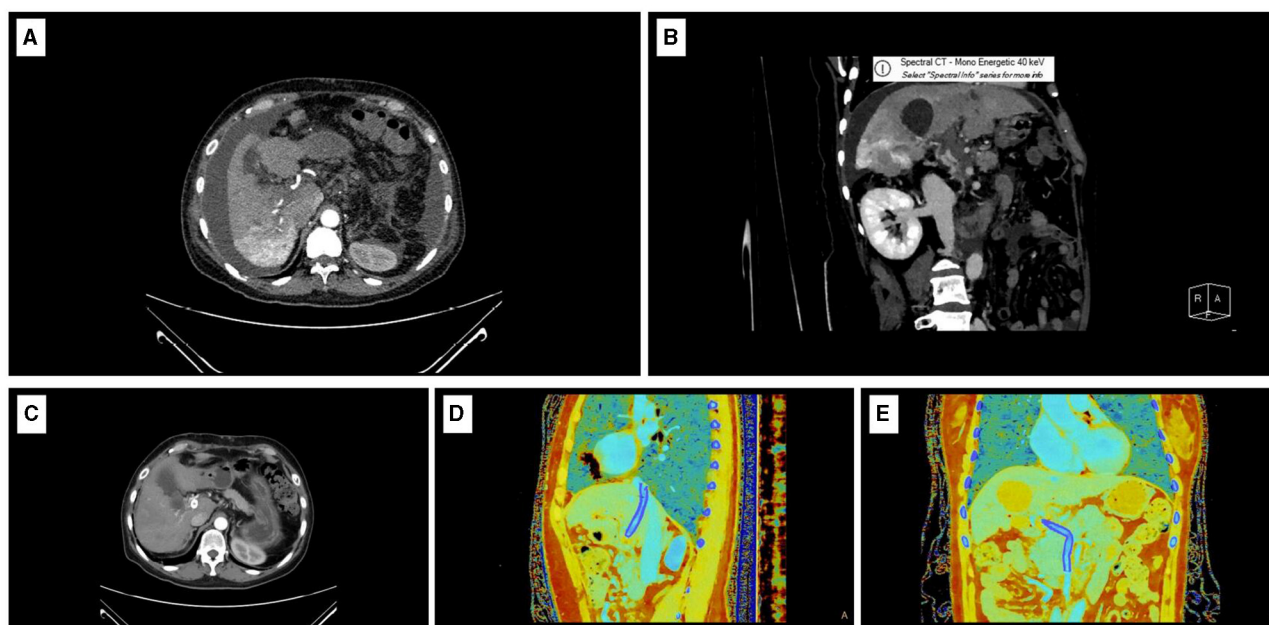 A
B
Spectral CT - Mono Energetic 40 keV
Select "Spectral Info" series for more info
R A
F
C
D
E
A